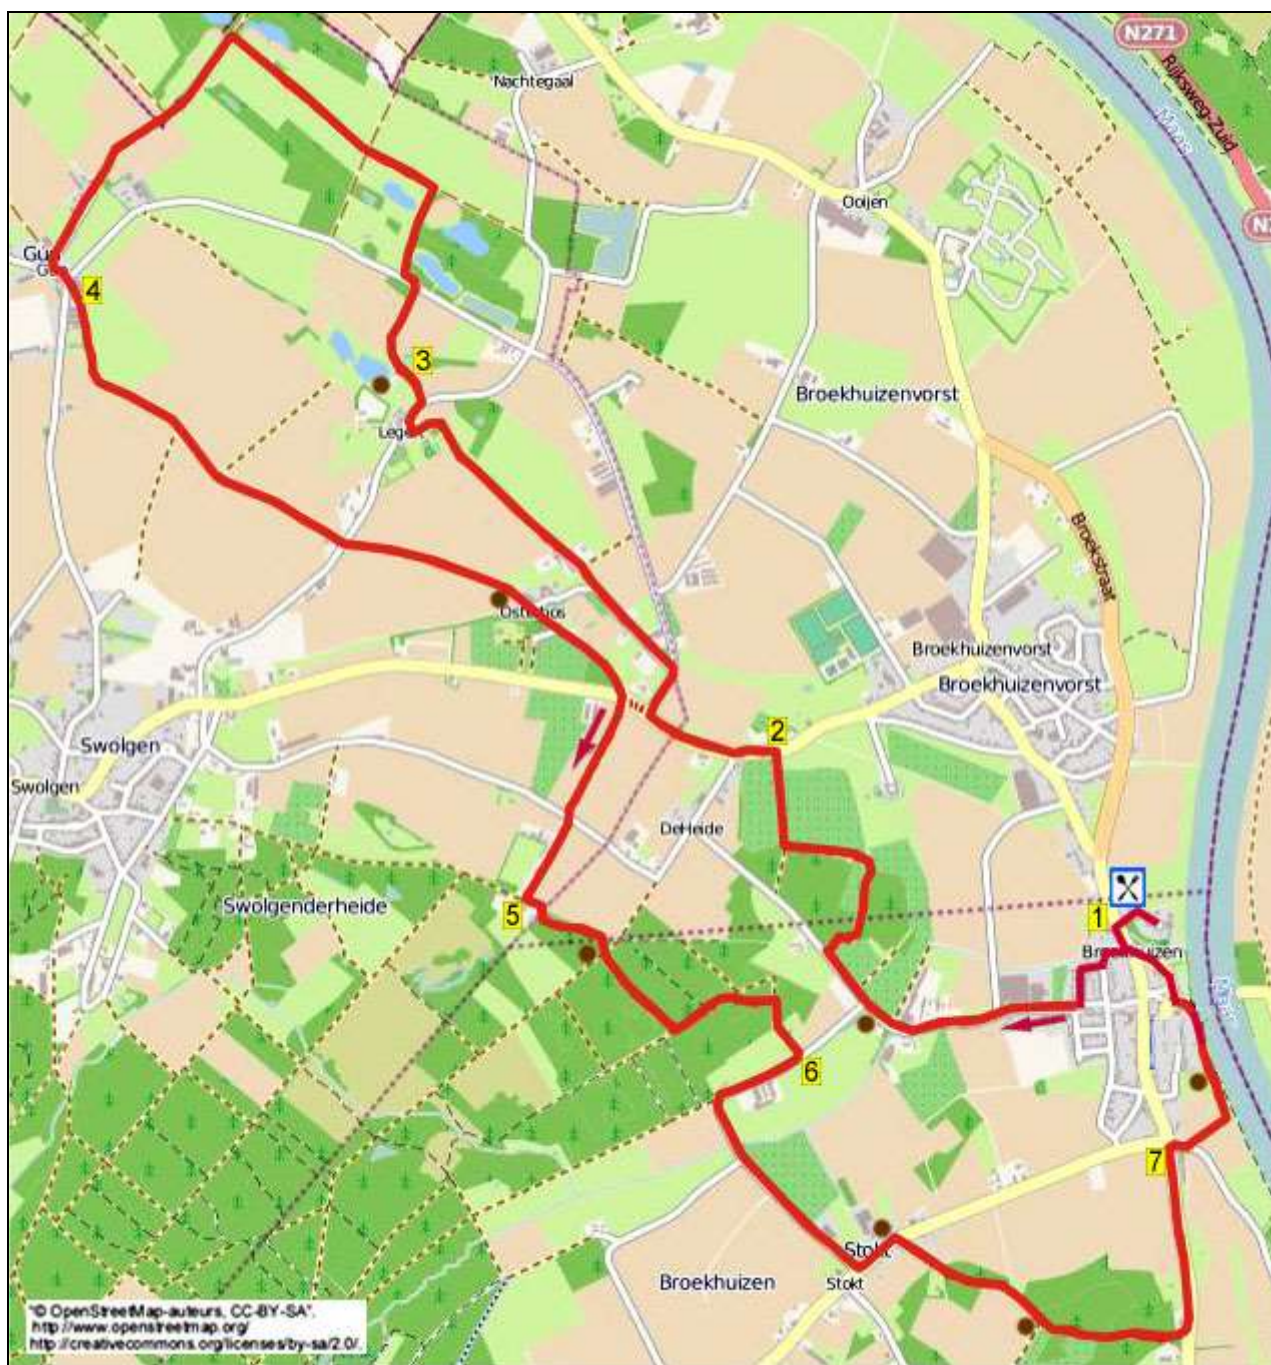 N271
Rijksweg-Zuid
Nachtegaal
Maas
Ooijen
4
3
Broekhuizenvorst
Broekstraat
Broekhuizenvorst
Broekhuizenvorst
2
Swolgen
Swolgen
DeHeide
Swolgenderheide
5
1
Broekhuizen
6
7
Stokt
Broekhuizen
Stokt
"© OpenStreetMap-auteurs, CC-BY-SA",
http://www.openstreetmap.org/
http://creativecommons.org/licenses/by-sa/2.0/.